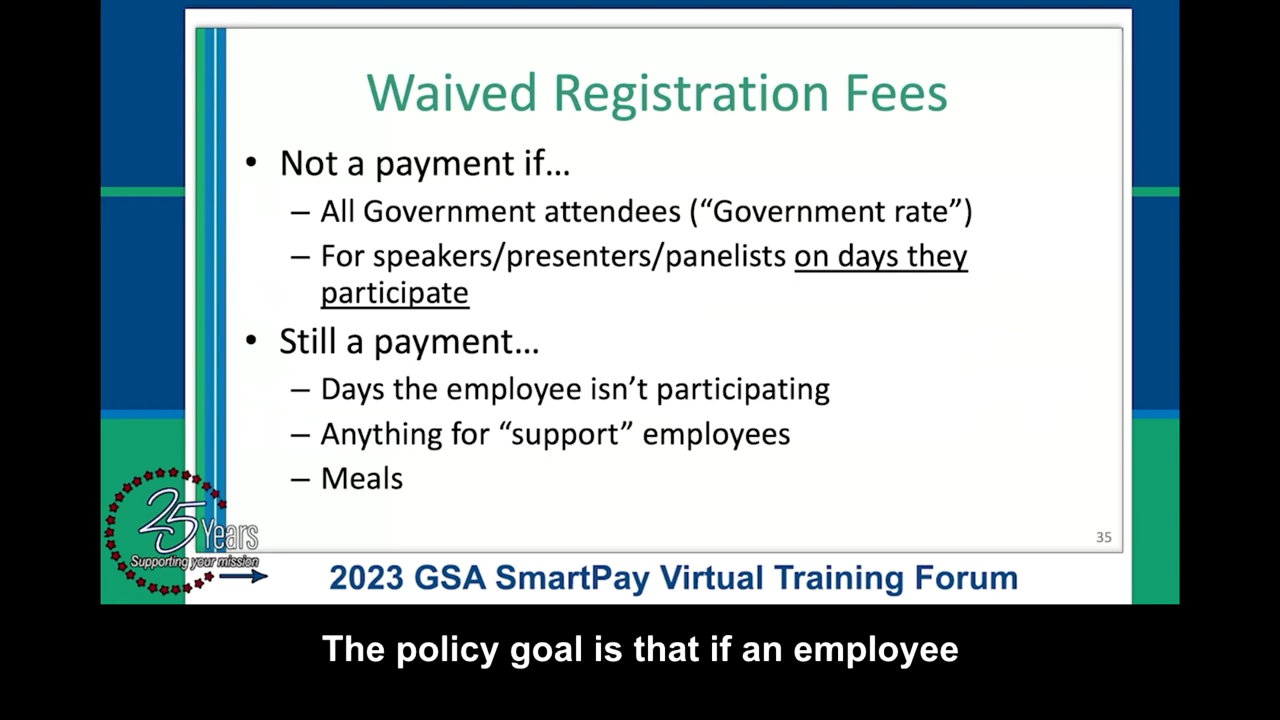 Waived Registration Fees
• Not a payment if…
– All Government attendees (“Government rate”)
– For speakers/presenters/panelists on days they
participate
• Still a payment…
– Days the employee isn’t participating
– Anything for “support” employees
– Meals
35
25 Years
Supporting your mission
2023 GSA SmartPay Virtual Training Forum
The policy goal is that if an employee